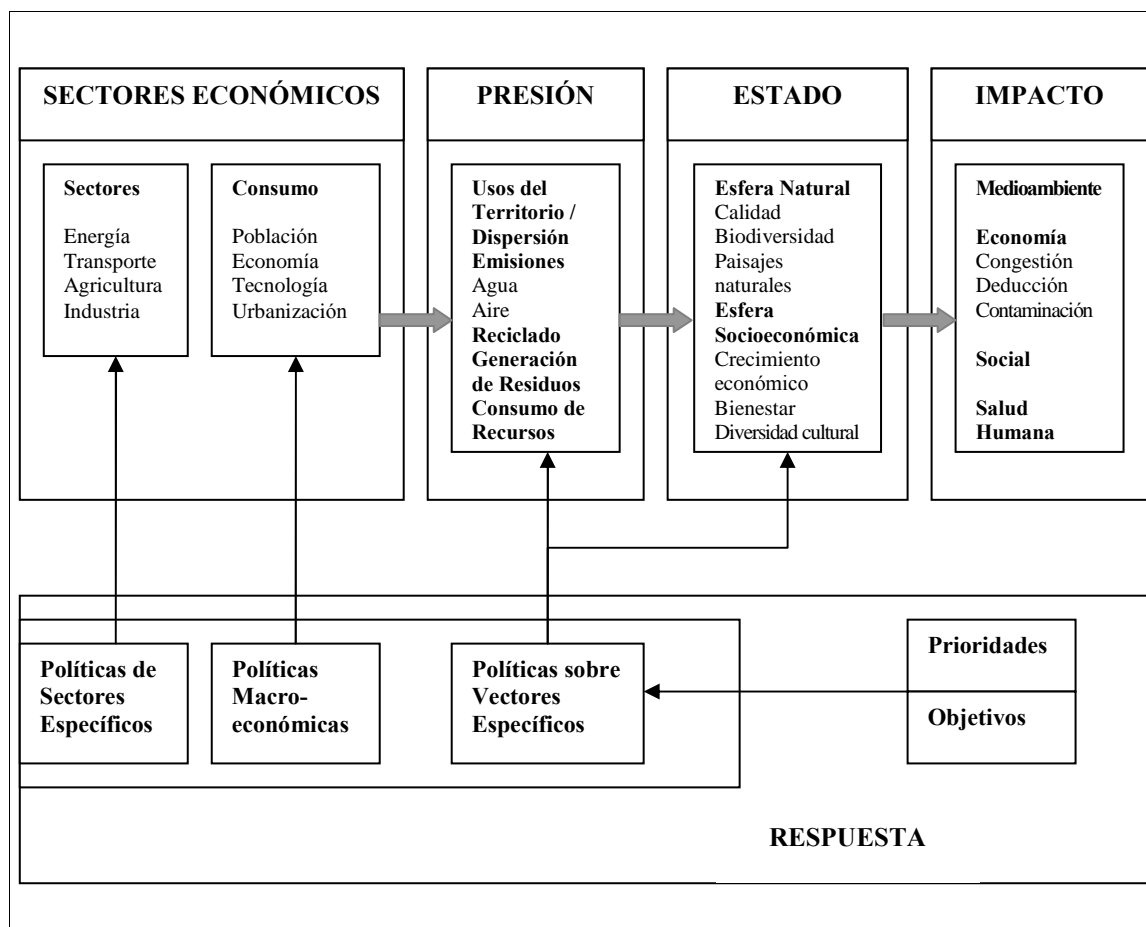 SECTORES ECONÓMICOS
PRESIÓN
ESTADO
IMPACTO
Sectores
Energía
Transporte
Agricultura
Industria
Consumo
Población
Economía
Tecnología
Urbanización
Usos del
Territorio /
Dispersión
Emisiones
Agua
Aire
Reciclado
Generación
de Residuos
Consumo de
Recursos
Esfera Natural
Calidad
Biodiversidad
Paisajes
naturales
Esfera
Socioeconómica
Crecimiento
económico
Bienestar
Diversidad cultural
Medioambiente
Economía
Congestión
Deducción
Contaminación
Social
Salud
Humana
Políticas de
Sectores
Específicos
Políticas
Macro-
económicas
Políticas sobre
Vectores
Específicos
Prioridades
Objetivos
RESPUESTA